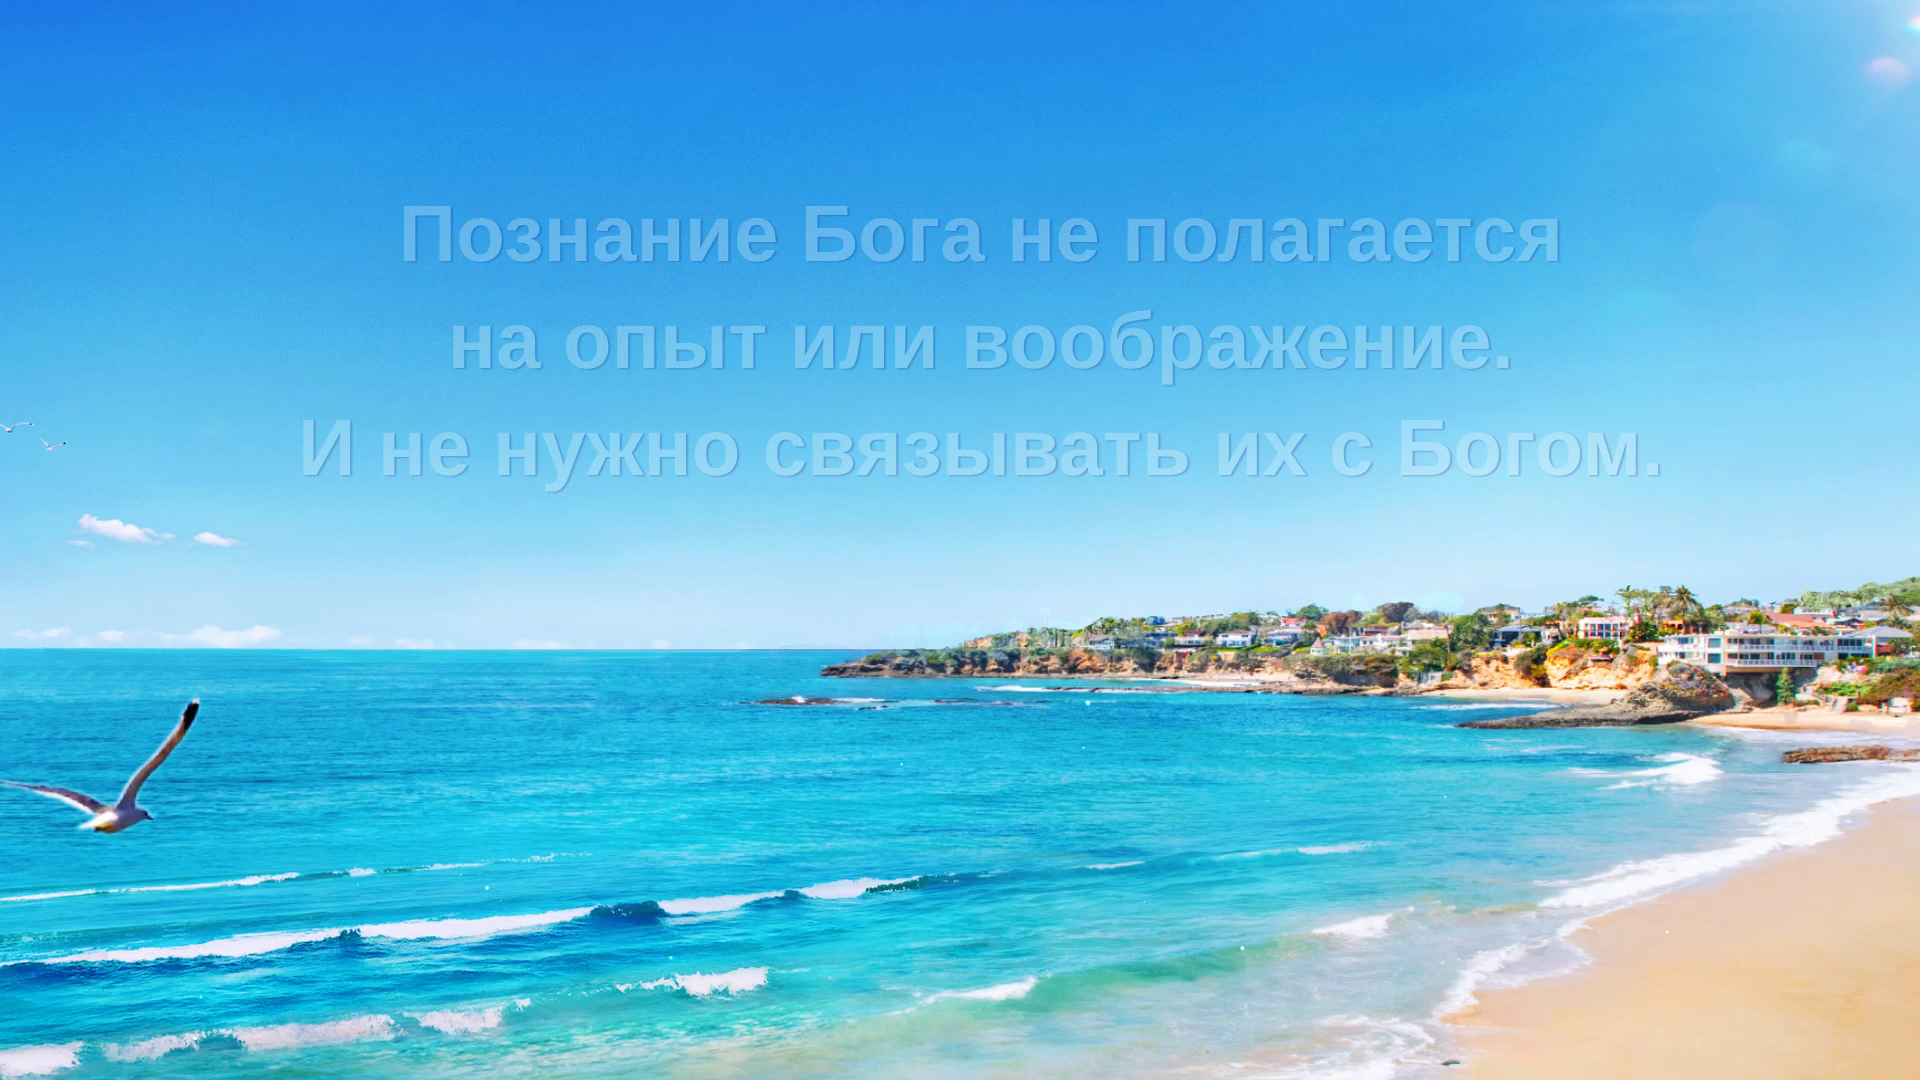 Познание Бога не полагается
на опыт или воображение.
И не нужно связывать их с Богом.